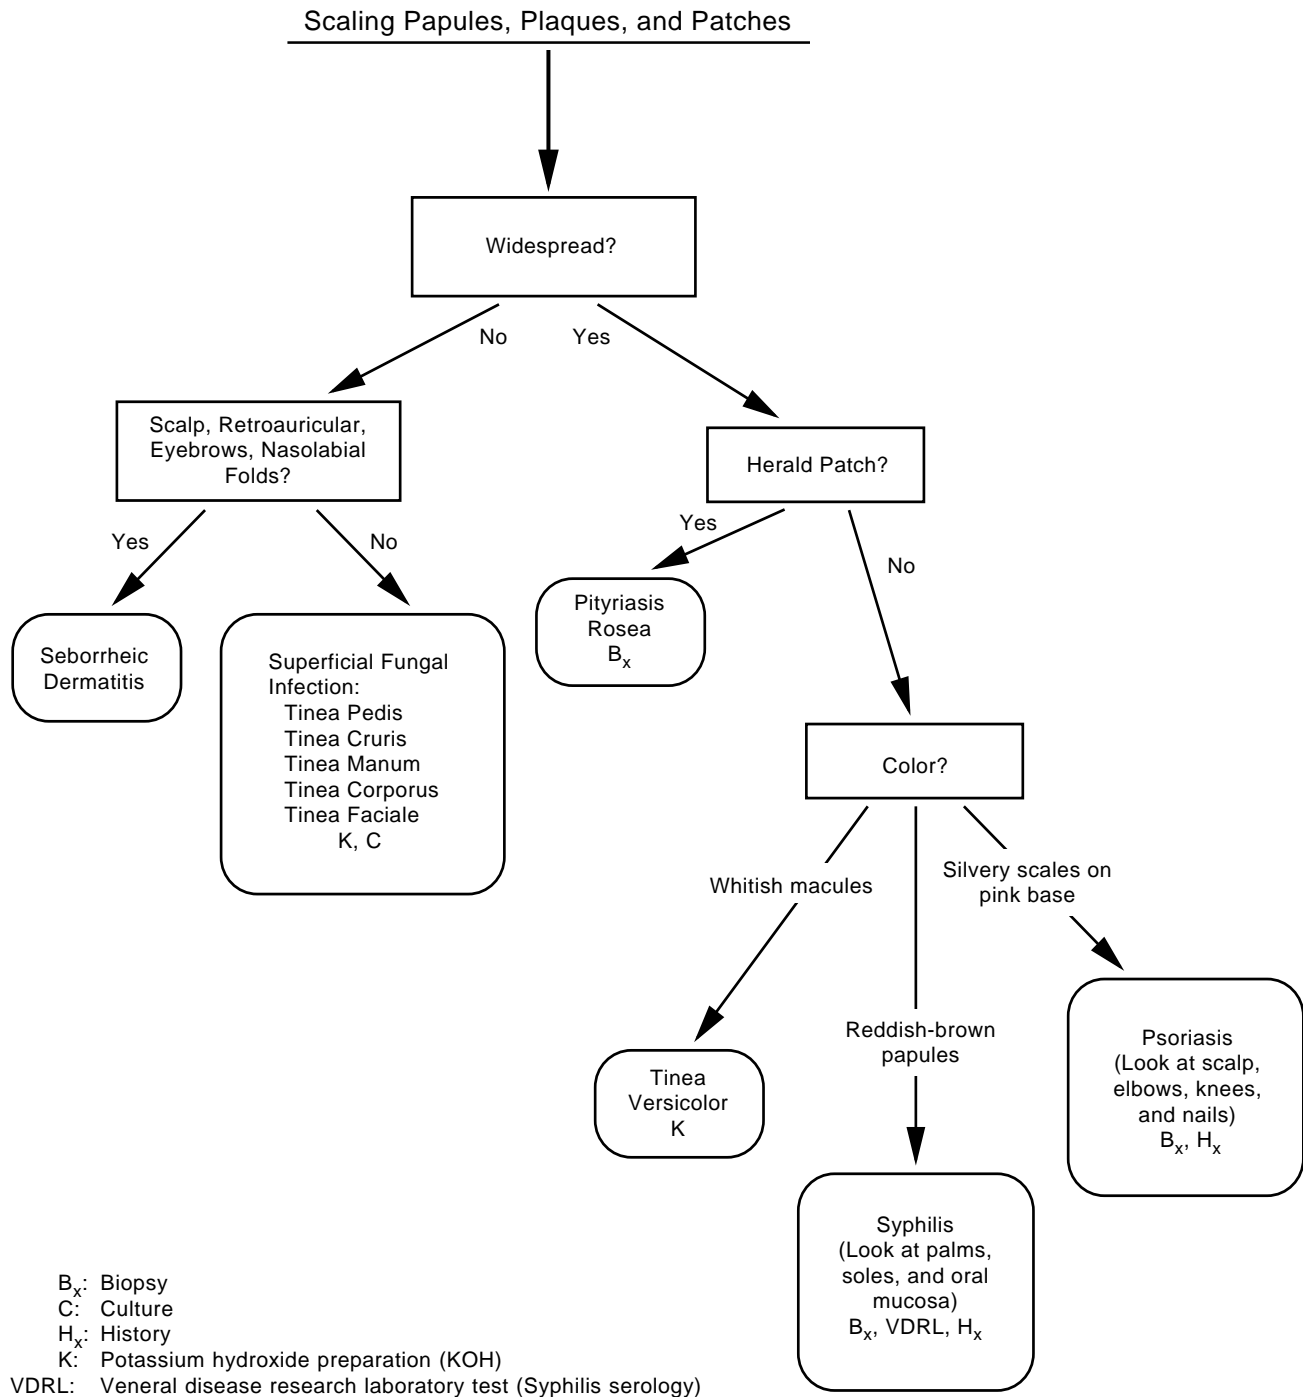 Scaling Papules, Plaques, and Patches
Widespread?
No
Yes
Scalp, Retroauricular,
Eyebrows, Nasolabial
Folds?
Herald Patch?
Yes
No
Yes
No
Seborrheic
Dermatitis
Superficial Fungal
Infection:
Tinea Pedis
Tinea Cruris
Tinea Manum
Tinea Corporus
Tinea Faciale
K, C
Pityriasis
Rosea
Bx
Color?
Whitish macules
Reddish-brown
papules
Silvery scales on
pink base
Tinea
Versicolor
K
Syphilis
(Look at palms,
soles, and oral
mucosa)
Bx, VDRL, Hx
Psoriasis
(Look at scalp,
elbows, knees,
and nails)
Bx, Hx
Bx: Biopsy
C: Culture
Hx: History
K: Potassium hydroxide preparation (KOH)
VDRL: Veneral disease research laboratory test (Syphilis serology)